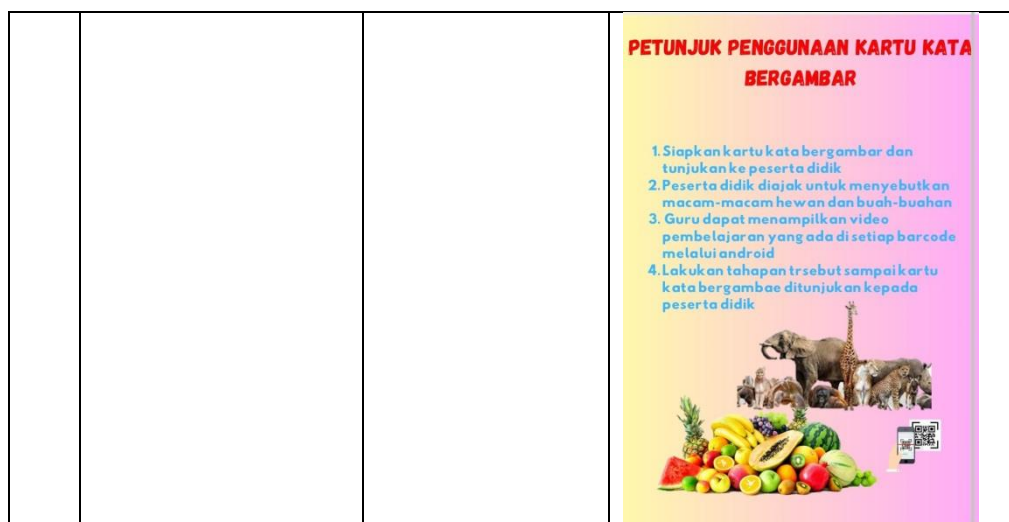 PETUNJUK PENGGUNAAN KARTU KATA
BERGAMBAR
1. Siapkan kartu kata bergambar dan
tunjukan ke peserta didik
2. Peserta didik diajak untuk menyebutkan
macam-macam hewan dan buah-buahan
3. Guru dapat menampilkan video
pembelajaran yang ada di setiap barcode
melalui android
4. Lakukan tahapan trsebut sampai kartu
kata bergambae ditunjukan kepada
peserta didik